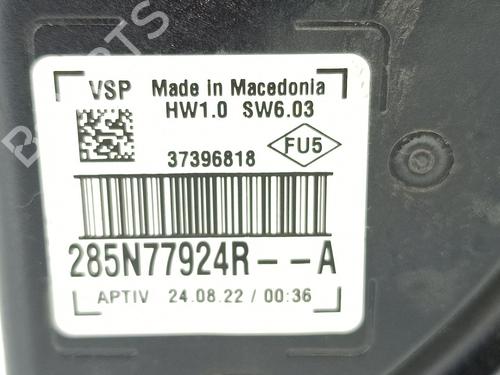 VSP Made in Macedonia
HW1.0 SW6.03
37396818
FU5
285N77924R--A
APTIV 24.08.22 / 00:36